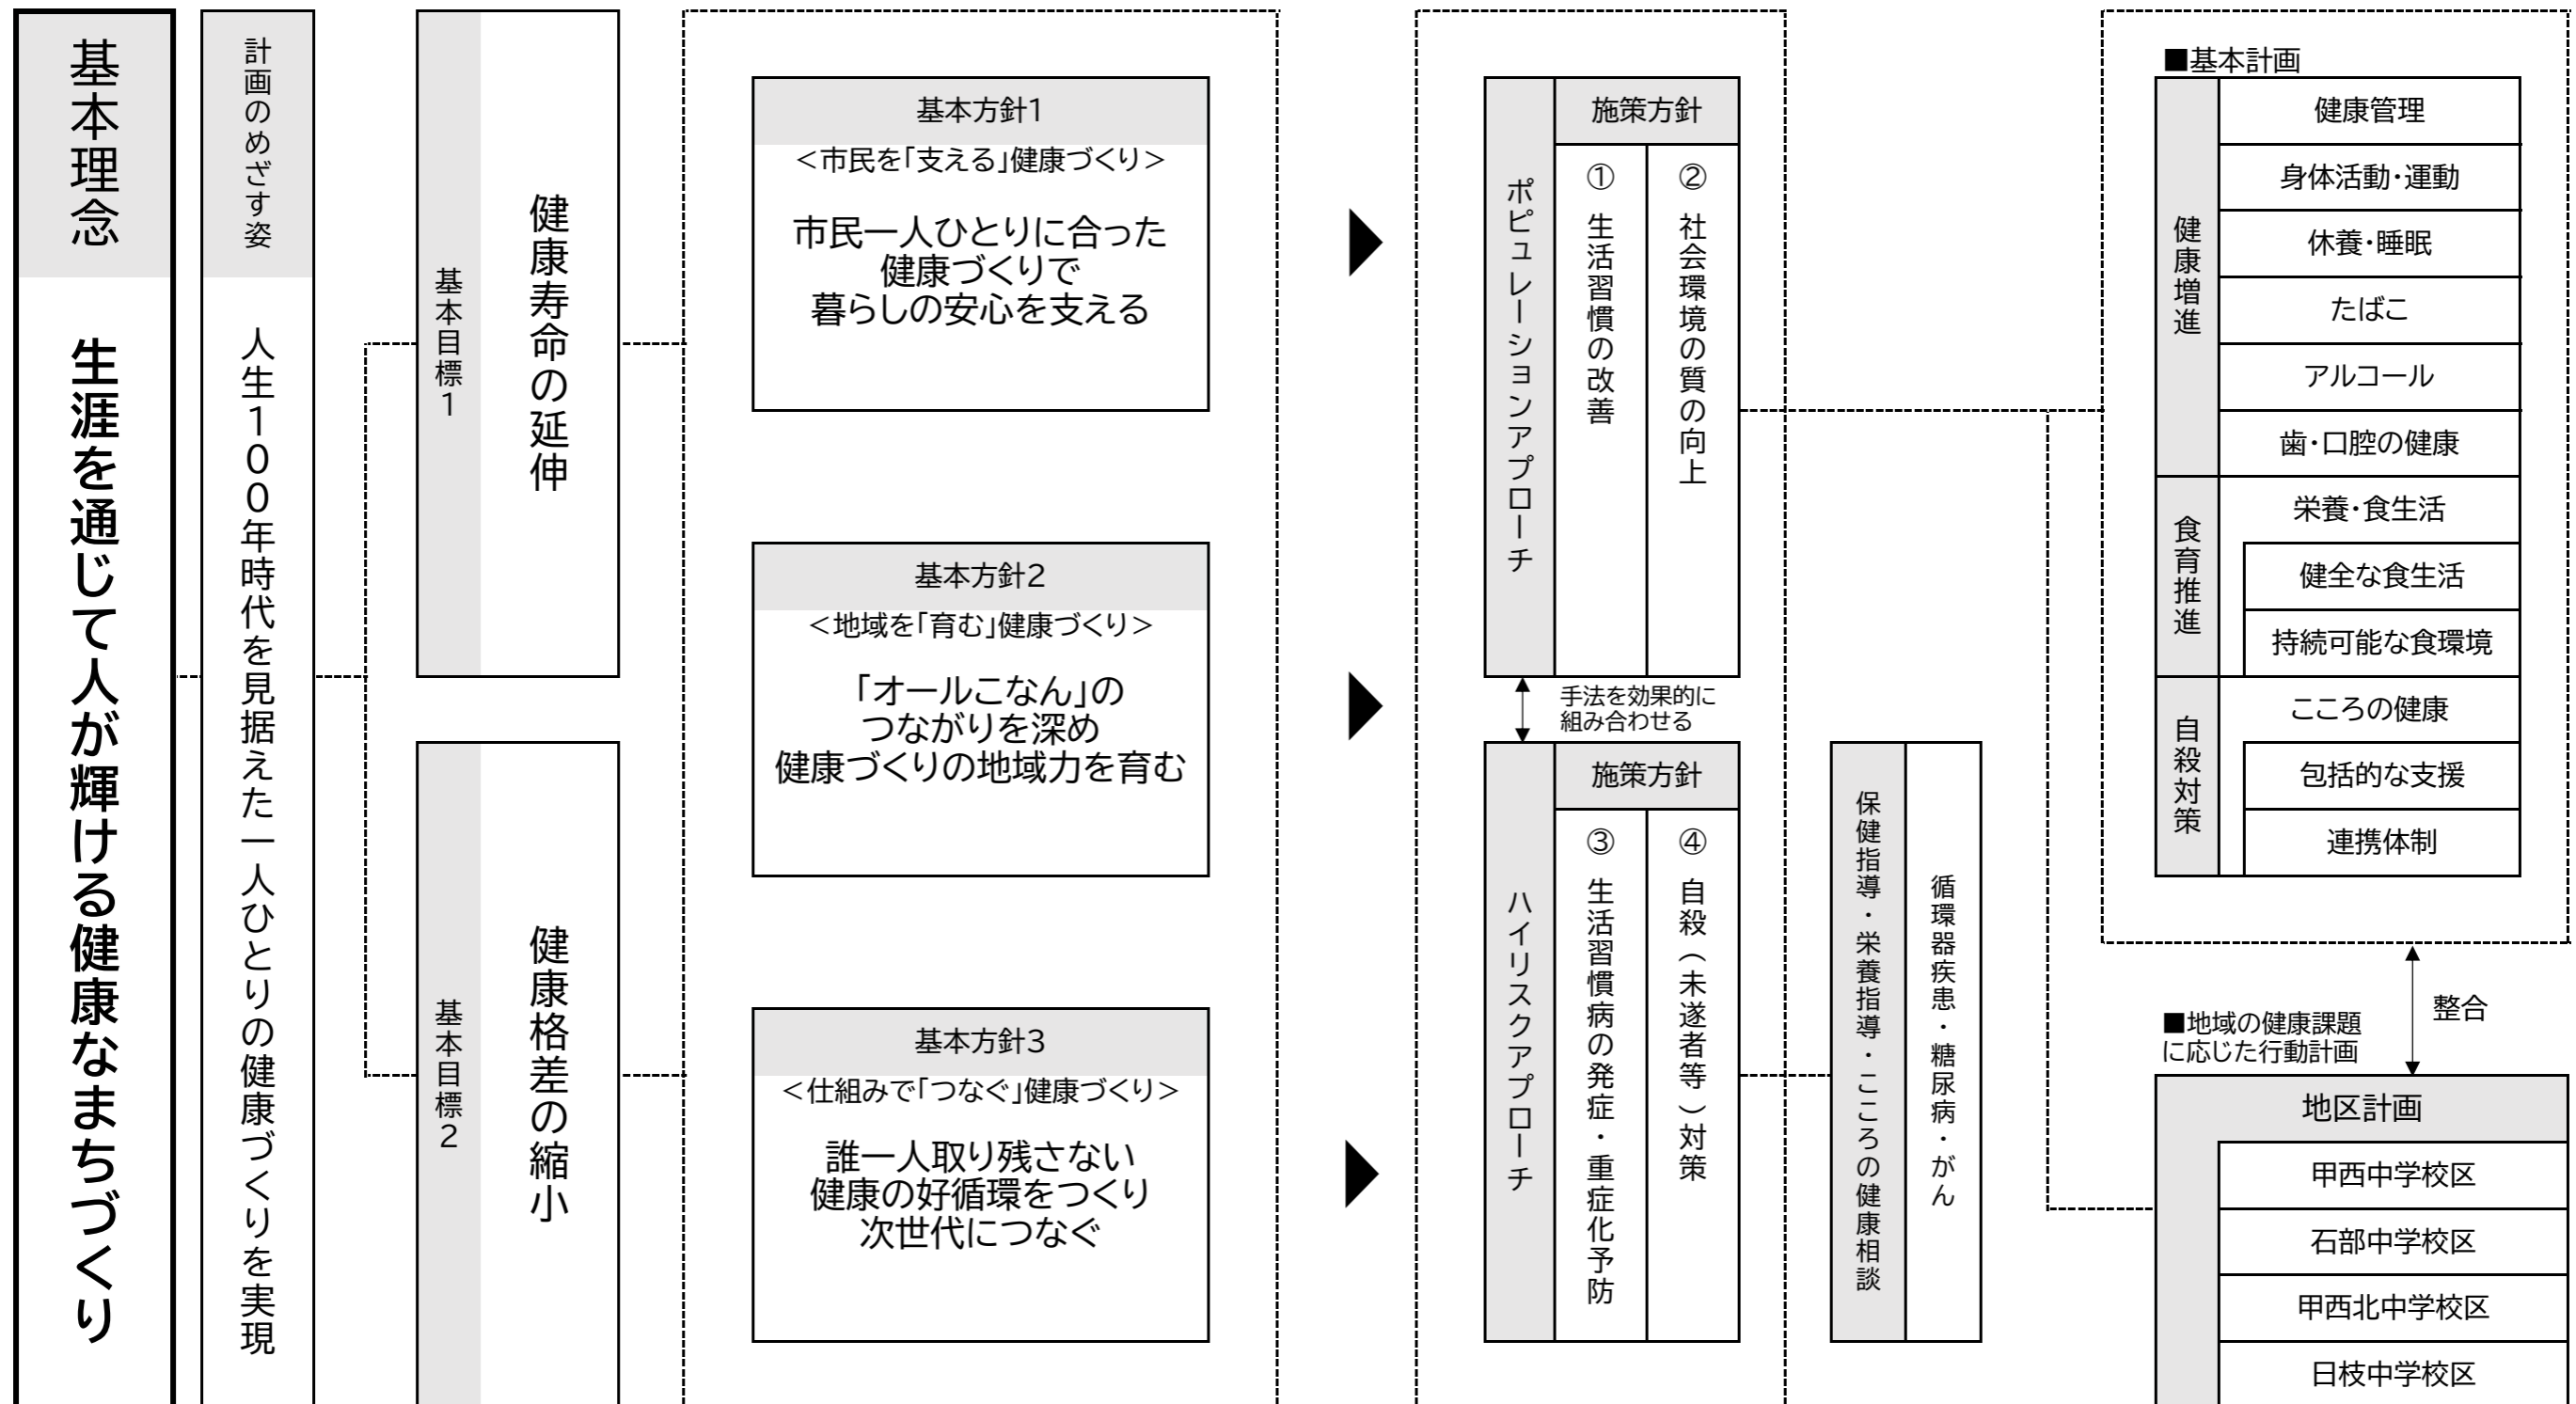 基本理念
生涯を通じて人が輝ける健康なまちづくり
計画のめざす姿
人生100年時代を見据えた一人ひとりの健康づくりを実現
基本目標1
健康寿命の延伸
基本目標2
健康格差の縮小
基本方針1
＜市民を「支える」健康づくり＞
市民一人ひとりに合った
健康づくりで
暮らしの安心を支える
基本方針2
＜地域を「育む」健康づくり＞
「オールこなん」の
つながりを深め
健康づくりの地域力を育む
基本方針3
＜仕組みで「つなぐ」健康づくり＞
誰一人取り残さない
健康の好循環をつくり
次世代につなぐ
ポピュレーションアプローチ
施策方針
① 生活習慣の改善
② 社会環境の質の向上
手法を効果的に
組み合わせる
ハイリスクアプローチ
施策方針
③ 生活習慣病の発症・重症化予防
④ 自殺（未遂者等）対策
保健指導・栄養指導・こころの健康相談
循環器疾患・糖尿病・がん
■基本計画
健康増進
健康管理
身体活動・運動
休養・睡眠
たばこ
アルコール
歯・口腔の健康
食育推進
栄養・食生活
健全な食生活
持続可能な食環境
自殺対策
こころの健康
包括的な支援
連携体制
整合
■地域の健康課題
に応じた行動計画
地区計画
甲西中学校区
石部中学校区
甲西北中学校区
日枝中学校区